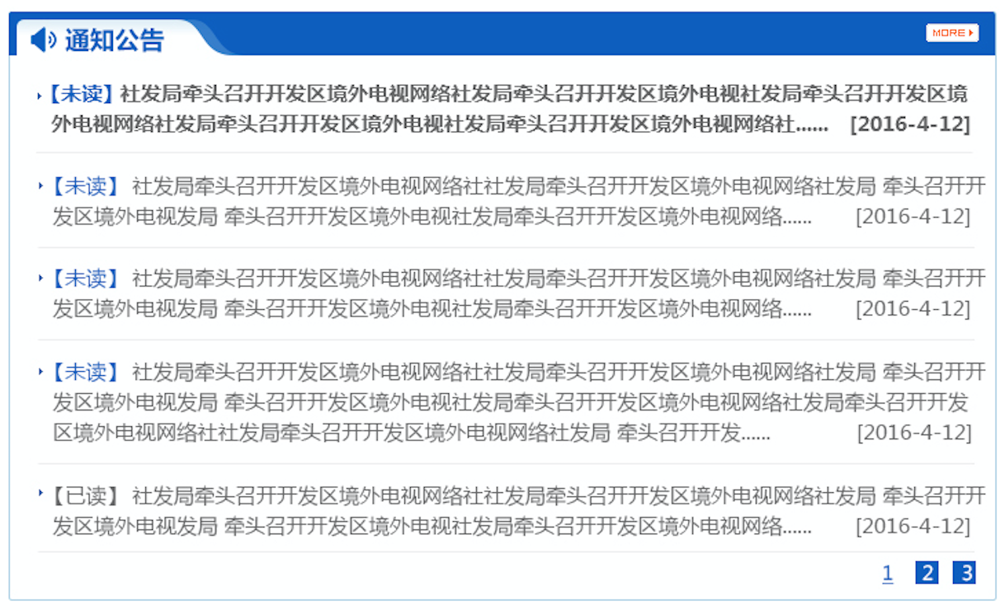 通知公告
MORE
【未读】社发局牵头召开开发区境外电视网络社发局牵头召开开发区境外电视社发局牵头召开开发区境
外电视网络社发局牵头召开开发区境外电视社发局牵头召开开发区境外电视网络社...... [2016-4-12]
【未读】 社发局牵头召开开发区境外电视网络社社发局牵头召开开发区境外电视网络社发局 牵头召开开
发区境外电视发局 牵头召开开发区境外电视社发局牵头召开开发区境外电视网络...... [2016-4-12]
【未读】 社发局牵头召开开发区境外电视网络社社发局牵头召开开发区境外电视网络社发局 牵头召开开
发区境外电视发局 牵头召开开发区境外电视社发局牵头召开开发区境外电视网络...... [2016-4-12]
【未读】 社发局牵头召开开发区境外电视网络社社发局牵头召开开发区境外电视网络社发局 牵头召开开
发区境外电视发局 牵头召开开发区境外电视社发局牵头召开开发区境外电视网络社发局牵头召开开发
区境外电视网络社社发局牵头召开开发区境外电视网络社发局 牵头召开开发...... [2016-4-12]
【已读】 社发局牵头召开开发区境外电视网络社社发局牵头召开开发区境外电视网络社发局 牵头召开开
发区境外电视发局 牵头召开开发区境外电视社发局牵头召开开发区境外电视网络...... [2016-4-12]
1 2 3